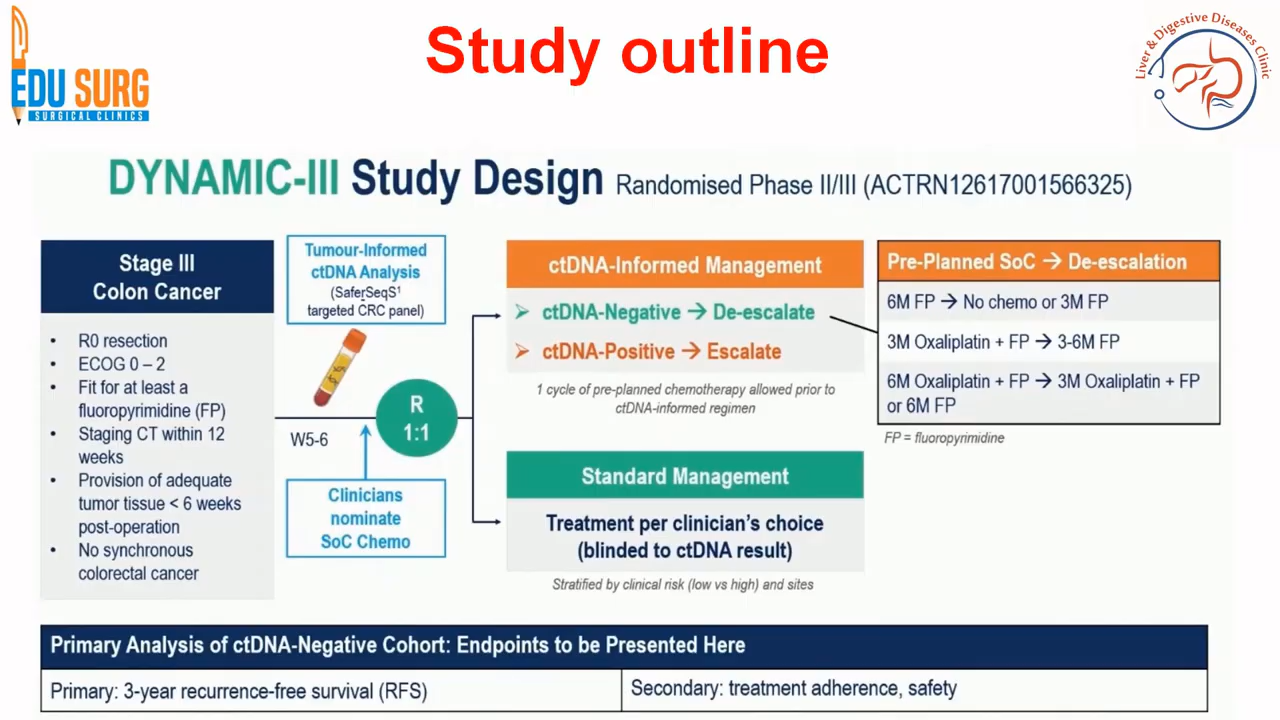 Study outline
EDU SURG
SURGICAL CLINICS
Liver & Digestive Diseases Clinic
DYNAMIC-III Study Design Randomised Phase II/III (ACTRN12617001566325)
Stage III
Colon Cancer
• R0 resection
• ECOG 0 – 2
• Fit for at least a
fluoropyrimidine (FP)
• Staging CT within 12
weeks
• Provision of adequate
tumor tissue < 6 weeks
post-operation
• No synchronous
colorectal cancer
Tumour-Informed
ctDNA Analysis
(SaferSeqS¹
targeted CRC panel)
W5-6
R
1:1
Clinicians
nominate
SoC Chemo
ctDNA-Informed Management
➢ ctDNA-Negative → De-escalate
➢ ctDNA-Positive → Escalate
1 cycle of pre-planned chemotherapy allowed prior to
ctDNA-informed regimen
Standard Management
Treatment per clinician's choice
(blinded to ctDNA result)
Stratified by clinical risk (low vs high) and sites
Pre-Planned SoC → De-escalation
6M FP → No chemo or 3M FP
3M Oxaliplatin + FP → 3-6M FP
6M Oxaliplatin + FP → 3M Oxaliplatin + FP
or 6M FP
FP = fluoropyrimidine
Primary Analysis of ctDNA-Negative Cohort: Endpoints to be Presented Here
Primary: 3-year recurrence-free survival (RFS)
Secondary: treatment adherence, safety